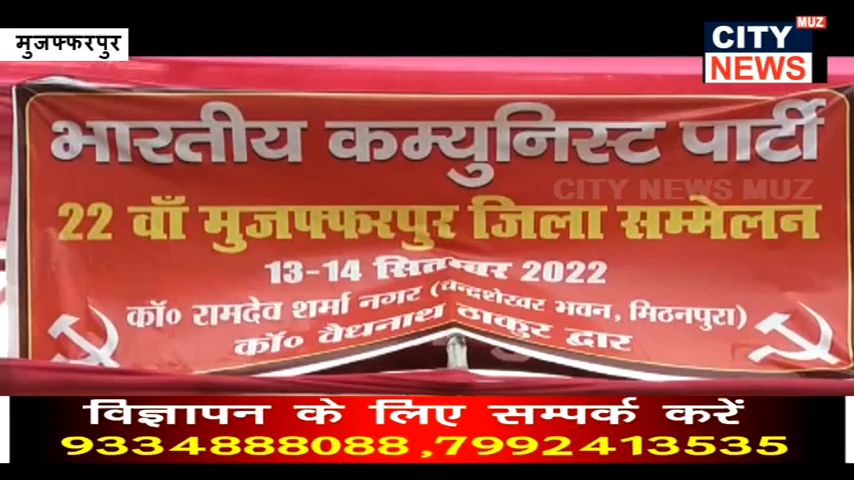 मुजफ्फरपुर
CITY MUZ
NEWS
भारतीय कम्युनिस्ट पार्टी
CITY NEWS MUZ
22 वाँ मुजफ्फरपुर जिला सम्मेलन
13-14 सितम्बर 2022
कॉ० रामदेव शर्मा नगर (चन्द्रशेखर भवन, मिठनपुरा)
कॉ० वैधनाथ ठाकुर द्वार
विज्ञापन के लिए सम्पर्क करें
9334888088,7992413535